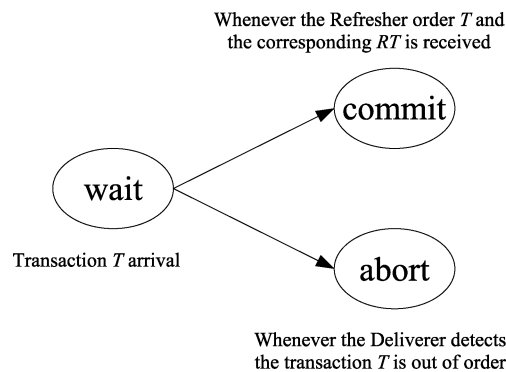 Whenever the Refresher order T and
the corresponding RT is received
commit
wait
Transaction T arrival
abort
Whenever the Deliverer detects
the transaction T is out of order